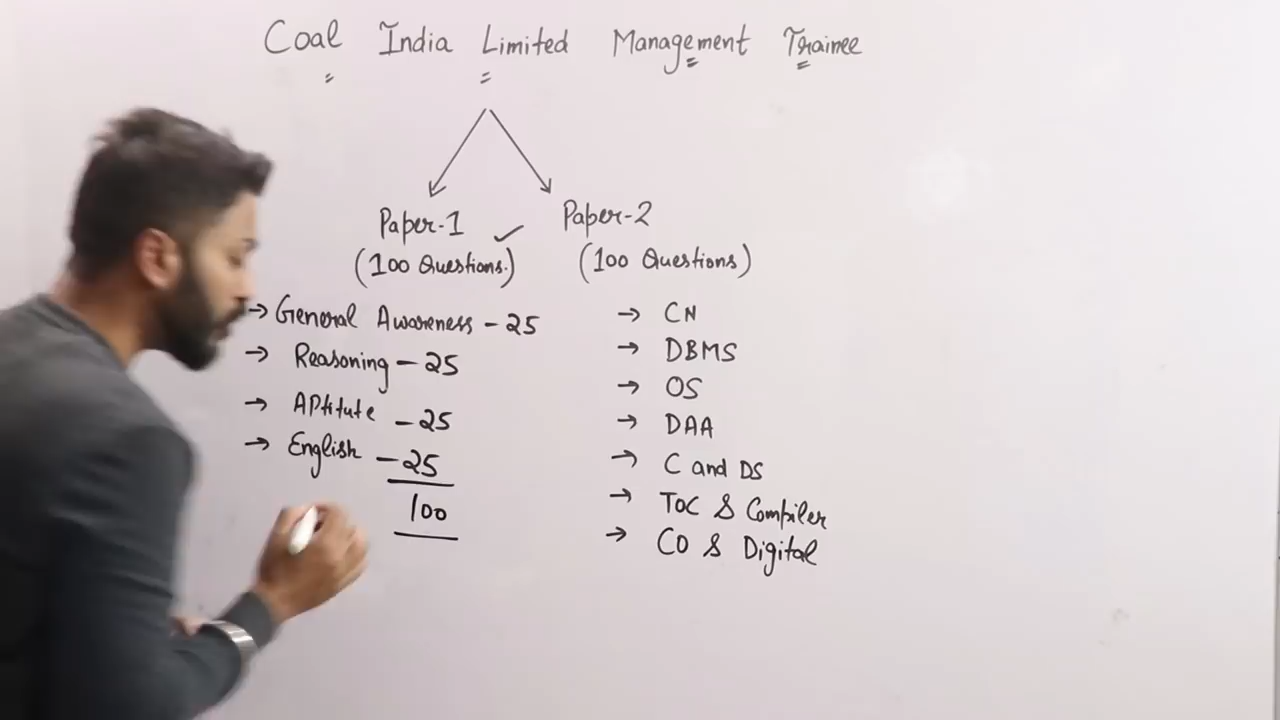 Coal India Limited Management Trainee
Paper-1
(100 Questions.)
→ General Awareness - 25
→ Reasoning - 25
→ APtitute - 25
→ English - 25
100
Paper-2
(100 Questions)
→ CN
→ DBMS
→ OS
→ DAA
→ C and DS
→ TOC & Compiler
→ CO & Digital